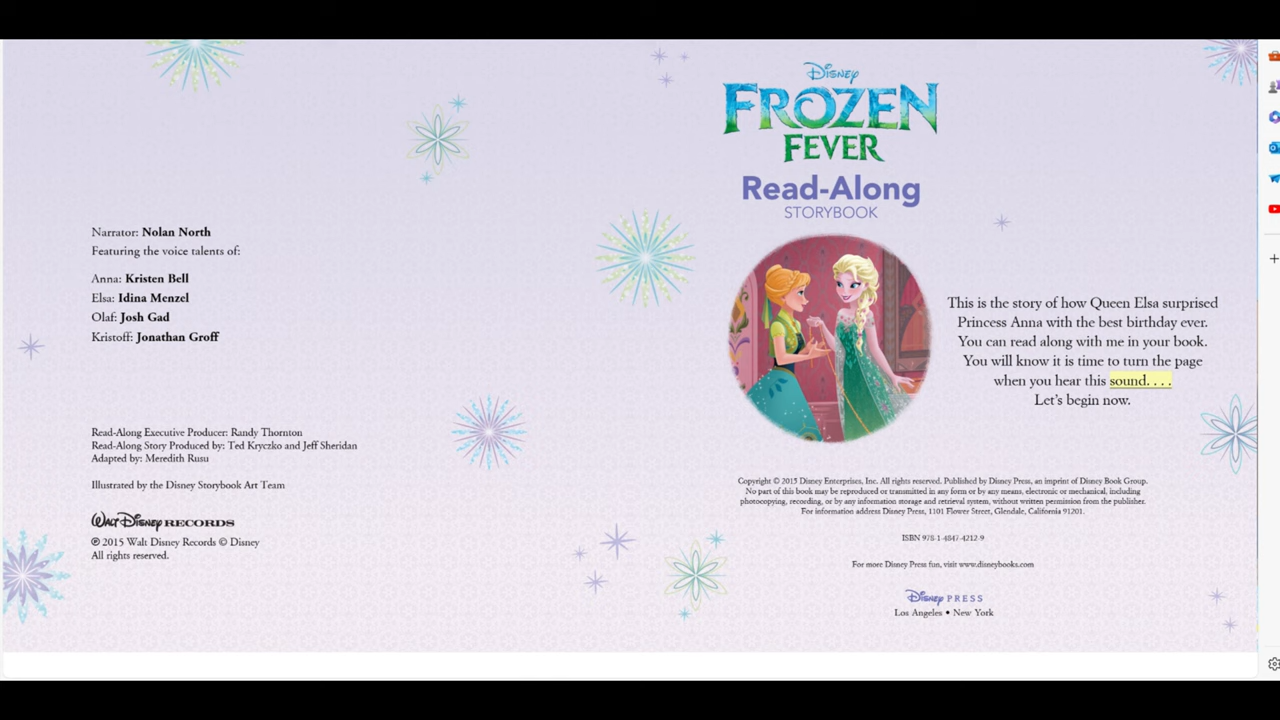 Narrator: Nolan North
Featuring the voice talents of:
Anna: Kristen Bell
Elsa: Idina Menzel
Olaf: Josh Gad
Kristoff: Jonathan Groff
Read-Along Executive Producer: Randy Thornton
Read-Along Story Produced by: Ted Kryczko and Jeff Sheridan
Adapted by: Meredith Rusu
Illustrated by the Disney Storybook Art Team
WALT DISNEY RECORDS
℗ 2015 Walt Disney Records © Disney
All rights reserved.
DISNEY
FROZEN
FEVER
Read-Along
STORYBOOK
This is the story of how Queen Elsa surprised
Princess Anna with the best birthday ever.
You can read along with me in your book.
You will know it is time to turn the page
when you hear this sound. . . .
Let’s begin now.
Copyright © 2015 Disney Enterprises, Inc. All rights reserved. Published by Disney Press, an imprint of Disney Book Group.
No part of this book may be reproduced or transmitted in any form or by any means, electronic or mechanical, including
photocopying, recording, or by any information storage and retrieval system, without written permission from the publisher.
For information address Disney Press, 1101 Flower Street, Glendale, California 91201.
ISBN 978-1-4847-4212-9
For more Disney Press fun, visit www.disneybooks.com
DISNEY PRESS
Los Angeles • New York